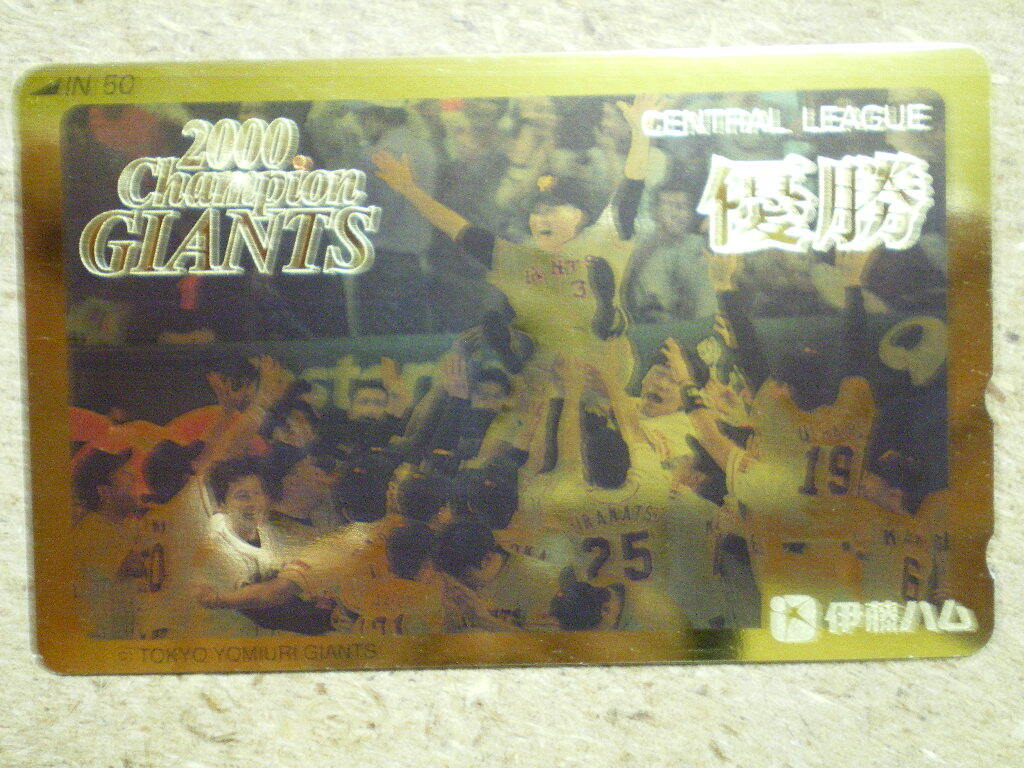 IN 50
2000
Champion
GIANTS
CENTRAL LEAGUE
優勝
3
19
25
6
伊藤ハム
© TOKYO YOMIURI GIANTS